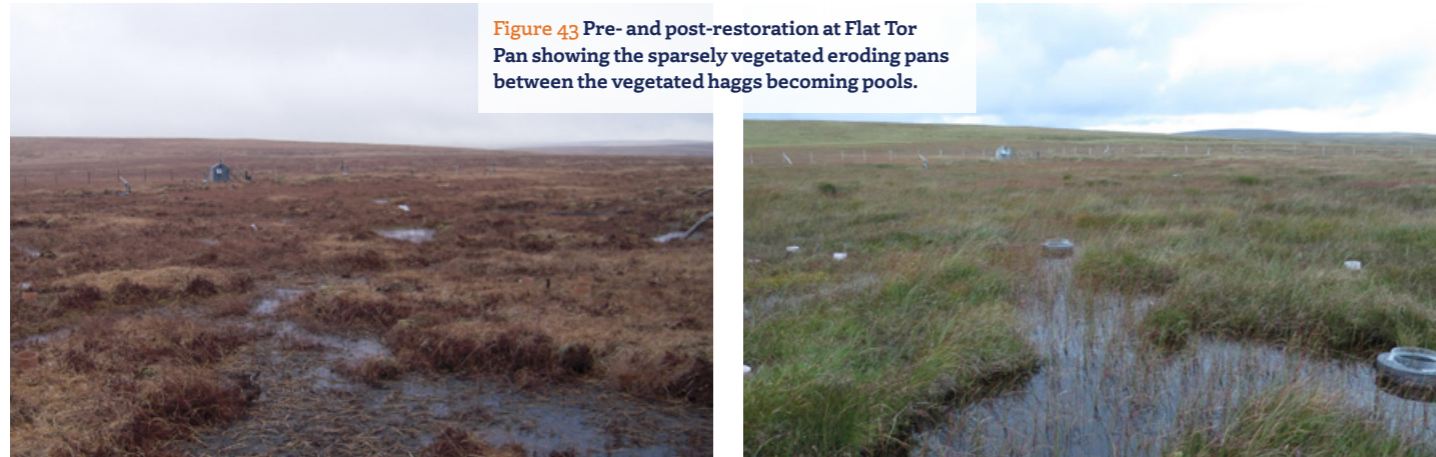 Figure 43 Pre- and post-restoration at Flat Tor
Pan showing the sparsely vegetated eroding pans
between the vegetated haggs becoming pools.